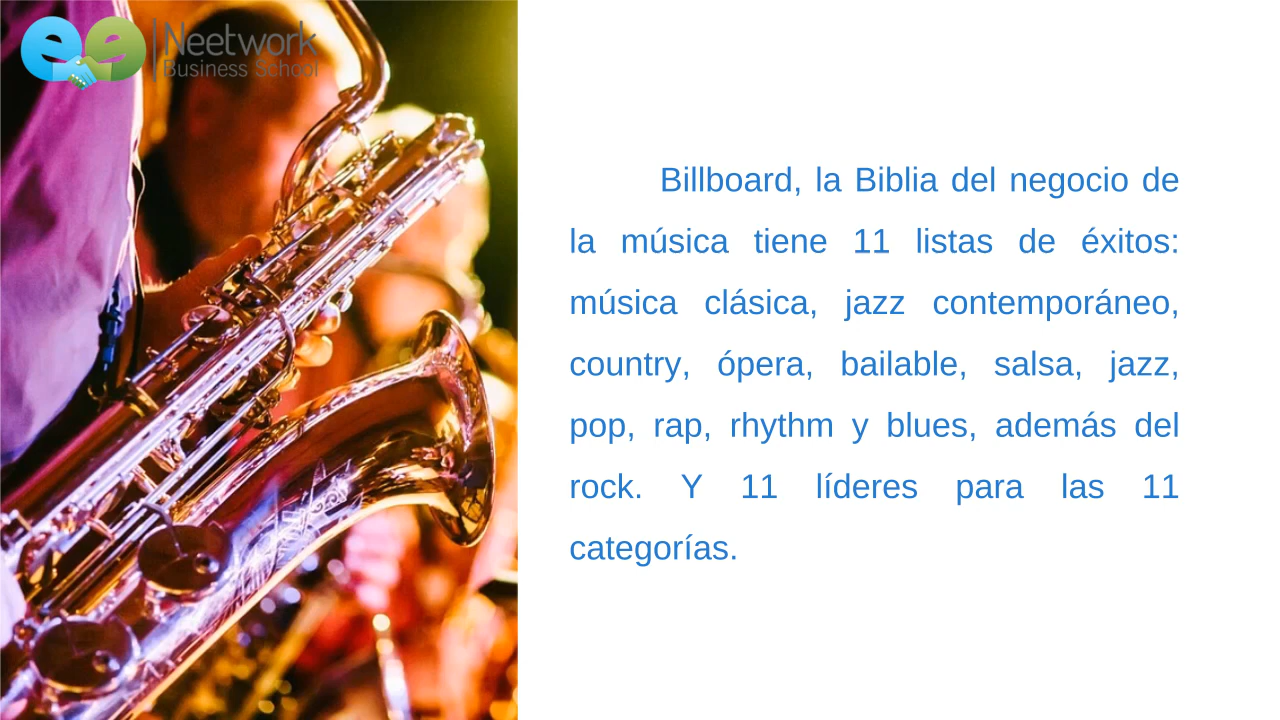 Neetwork
Business School
Billboard, la Biblia del negocio de
la música tiene 11 listas de éxitos:
música clásica, jazz contemporáneo,
country, ópera, bailable, salsa, jazz,
pop, rap, rhythm y blues, además del
rock. Y 11 líderes para las 11
categorías.